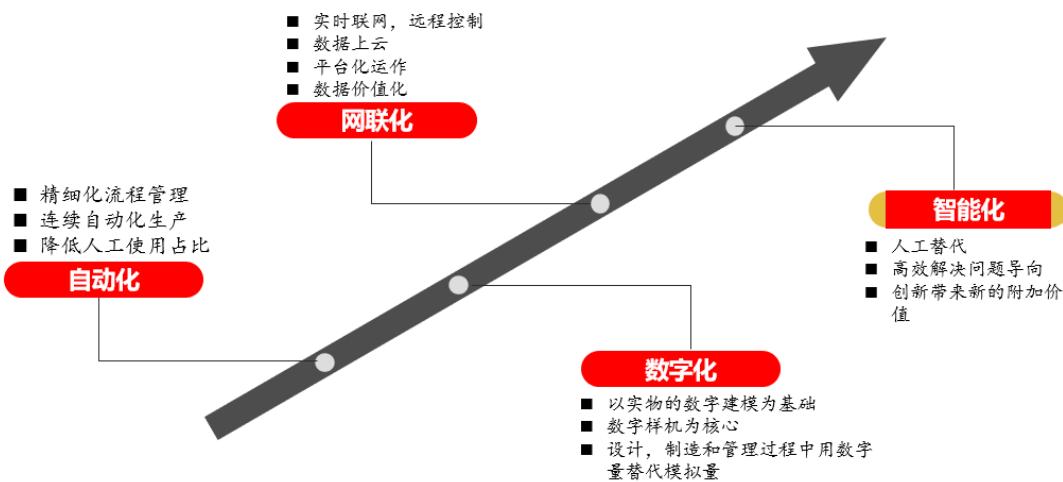 ■ 实时联网，远程控制
■ 数据上云
■ 平台化运作
■ 数据价值化
网联化
■ 精细化流程管理
■ 连续自动化生产
■ 降低人工使用占比
自动化
智能化
■ 人工替代
■ 高效解决问题导向
■ 创新带来新的附加价
值
数字化
■ 以实物的数字建模为基础
■ 数字样机为核心
■ 设计，制造和管理过程中用数字
量替代模拟量